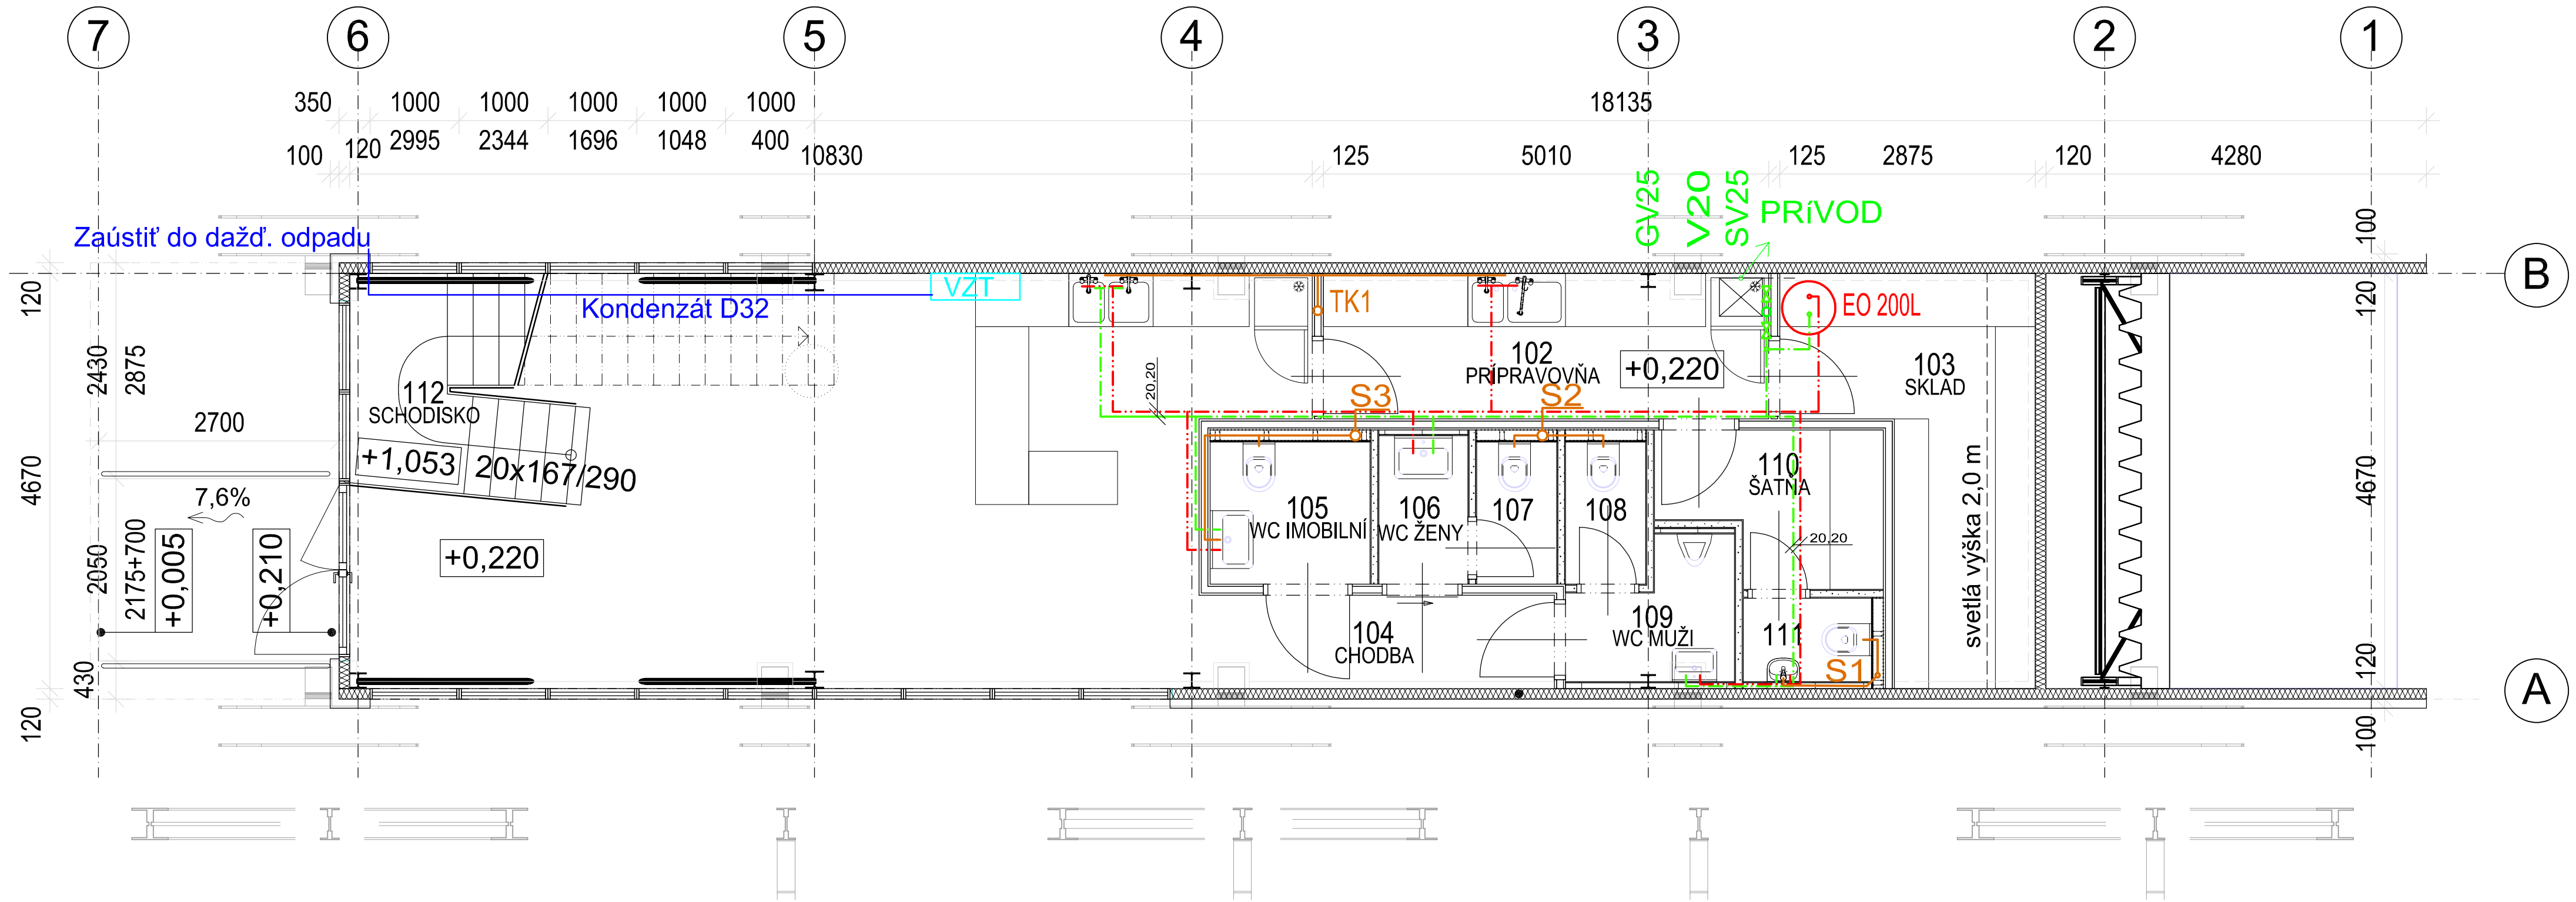 7
6
5
4
3
2
1
350
1000
1000
1000
1000
1000
18135
2995
2344
1696
1048
400
100
120
10830
125
5010
125
2875
120
4280
GV25
V20
SV25
PRíVOD
Zaústiť do dažď. odpadu
100
B
VZT
Kondenzát D32
TK1
EO 200L
120
120
2430
2875
102
PRÍPRAVOVŇA
+0,220
103
SKLAD
20,20
112
SCHODISKO
S3
S2
2700
+1,053
20x167/290
4670
4670
7,6%
110
ŠATŇA
105
WC IMOBILNÍ
106
WC ŽENY
107
108
svetlá výška 2,0 m
20,20
+0,220
2050
2175+700
+0,005
+0,210
104
CHODBA
109
WC MUŽI
111
S1
430
120
A
120
100